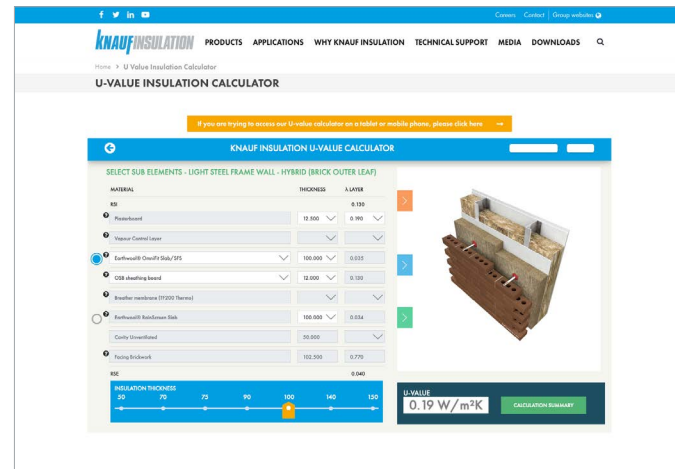 Careers Contact Group websites
KNAUFINSULATION PRODUCTS APPLICATIONS WHY KNAUF INSULATION TECHNICAL SUPPORT MEDIA DOWNLOADS
Home > U Value Insulation Calculator
U-VALUE INSULATION CALCULATOR
If you are trying to access our U-value calculator on a tablet or mobile phone, please click here →
KNAUF INSULATION U-VALUE CALCULATOR
SELECT SUB ELEMENTS - LIGHT STEEL FRAME WALL - HYBRID (BRICK OUTER LEAF)
MATERIAL THICKNESS λ LAYER
RSI 0.130
Plasterboard 12.500 0.190
Vapour Control Layer
Earthwool® OmniFit Slab/SFS 100.000 0.035
OSB sheathing board 12.000 0.130
Breather membrane (TF200 Thermo)
Earthwool® RainScreen Slab 100.000 0.034
Cavity Unventilated 50.000
Facing Brickwork 102.500 0.770
RSE 0.040
INSULATION THICKNESS
50 70 75 90 100 140 150
U-VALUE
0.19 W/m²K CALCULATION SUMMARY